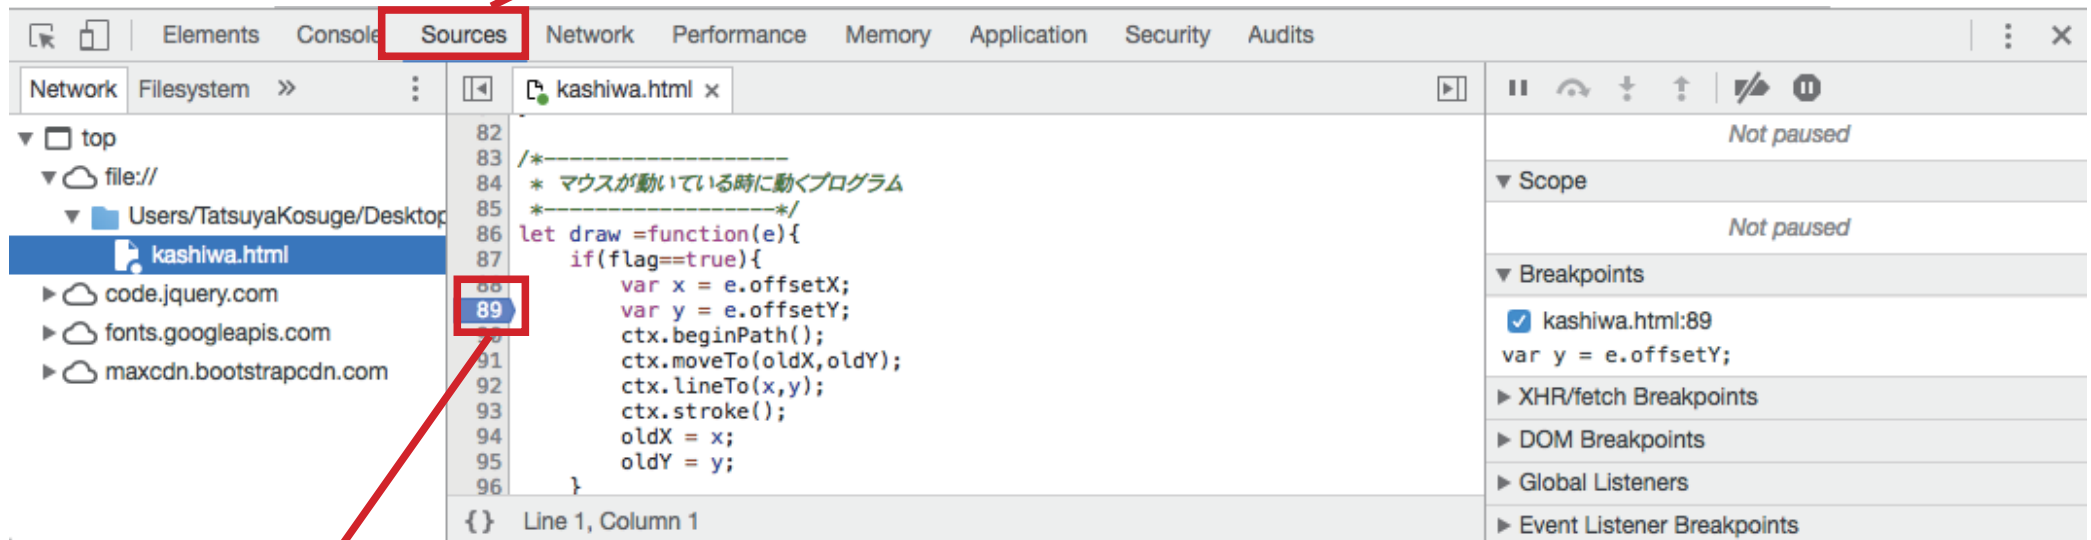 Elements Console Sources Network Performance Memory Application Security Audits
Network Filesystem »
kashiwa.html ×
top
file://
Users/TatsuyaKosuge/Desktop
kashiwa.html
code.jquery.com
fonts.googleapis.com
maxcdn.bootstrapcdn.com
82
83 /*-------------------
84 * マウスが動いている時に動くプログラム
85 *------------------*/
86 let draw =function(e){
87 if(flag==true){
88 var x = e.offsetX;
89 var y = e.offsetY;
90 ctx.beginPath();
91 ctx.moveTo(oldX,oldY);
92 ctx.lineTo(x,y);
93 ctx.stroke();
94 oldX = x;
95 oldY = y;
96 }
{} Line 1, Column 1
Not paused
Scope
Not paused
Breakpoints
kashiwa.html:89
var y = e.offsetY;
XHR/fetch Breakpoints
DOM Breakpoints
Global Listeners
Event Listener Breakpoints